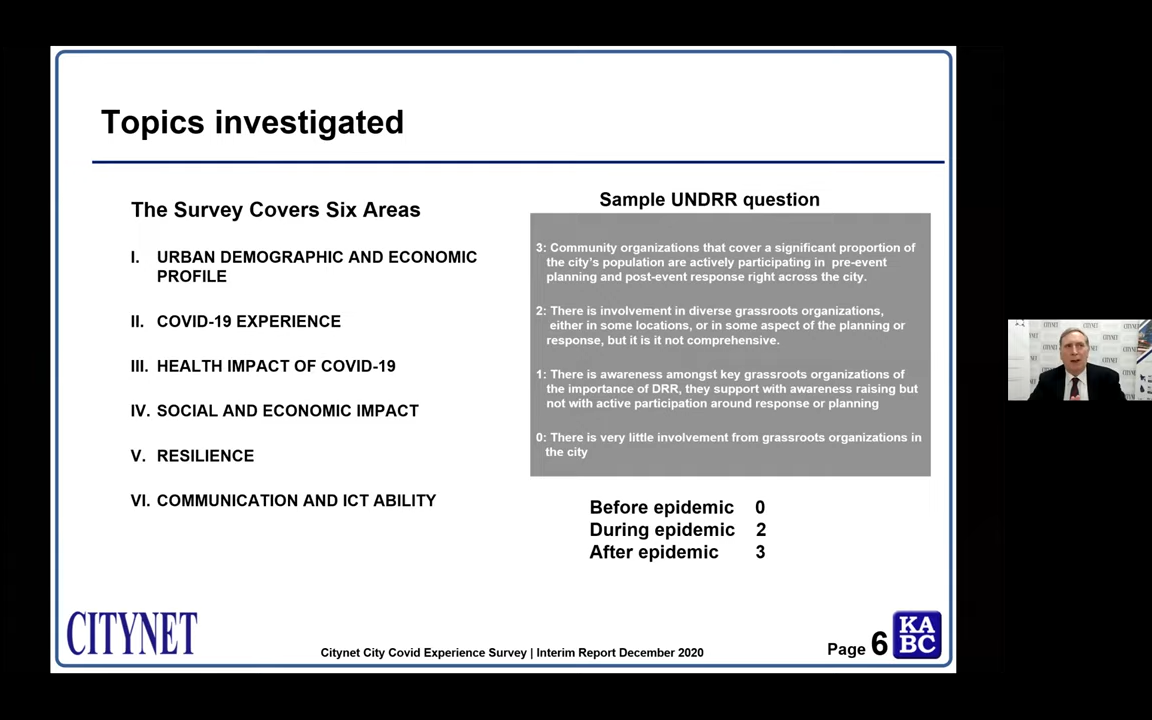 Topics investigated
The Survey Covers Six Areas
I. URBAN DEMOGRAPHIC AND ECONOMIC
PROFILE
II. COVID-19 EXPERIENCE
III. HEALTH IMPACT OF COVID-19
IV. SOCIAL AND ECONOMIC IMPACT
V. RESILIENCE
VI. COMMUNICATION AND ICT ABILITY
Sample UNDRR question
3: Community organizations that cover a significant proportion of
the city's population are actively participating in pre-event
planning and post-event response right across the city.
2: There is involvement in diverse grassroots organizations,
either in some locations, or in some aspect of the planning or
response, but it is it not comprehensive.
1: There is awareness amongst key grassroots organizations of
the importance of DRR, they support with awareness raising but
not with active participation around response or planning
0: There is very little involvement from grassroots organizations in
the city
Before epidemic 0
During epidemic 2
After epidemic 3
CITYNET
Citynet City Covid Experience Survey | Interim Report December 2020
Page 6
KA
BC